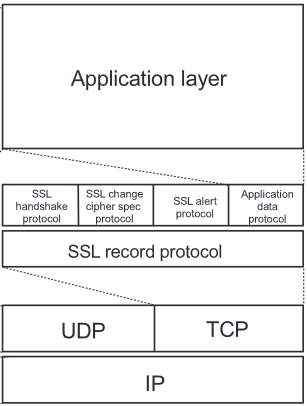 Application layer
SSL
handshake
protocol
SSL change
cipher spec
protocol
SSL alert
protocol
Application
data
protocol
SSL record protocol
UDP
TCP
IP